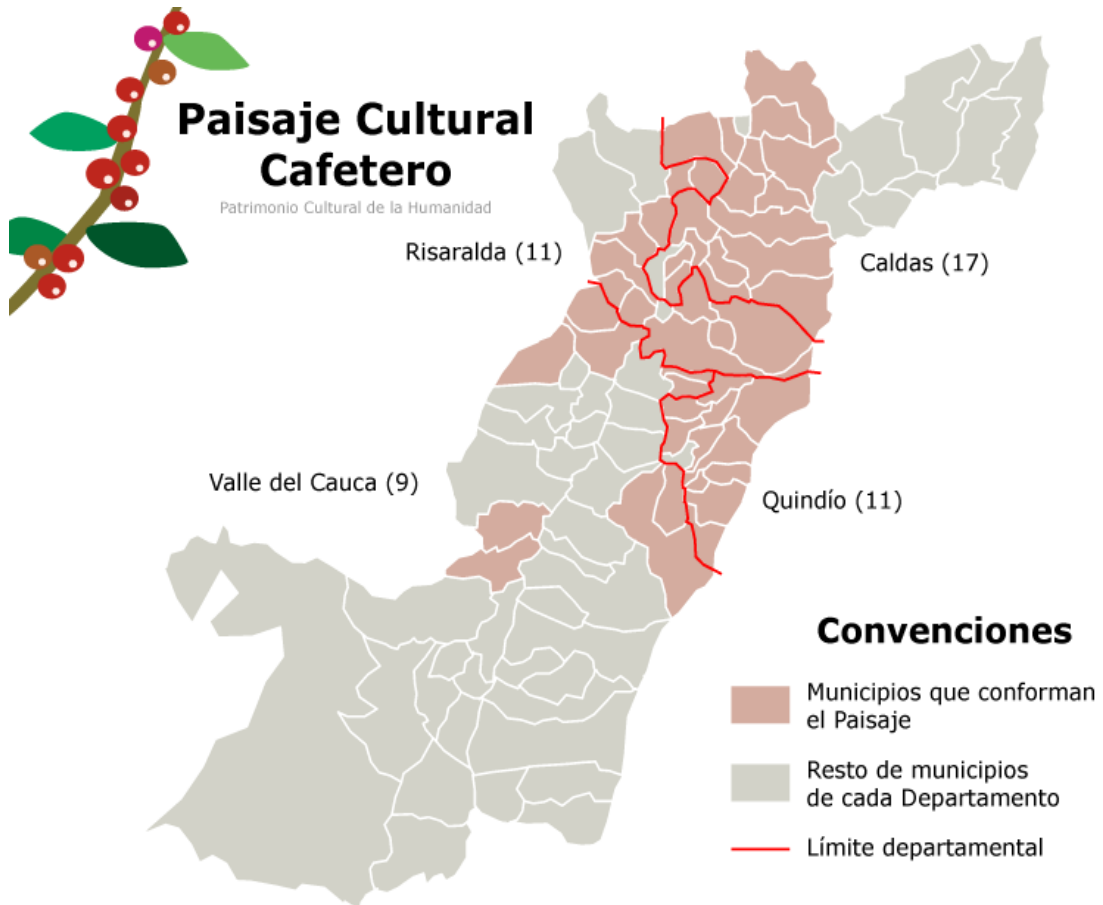 Paisaje Cultural
Cafetero
Patrimonio Cultural de la Humanidad
Risaralda (11)
Caldas (17)
Valle del Cauca (9)
Quindío (11)
Convenciones
Municipios que conforman
el Paisaje
Resto de municipios
de cada Departamento
Límite departamental